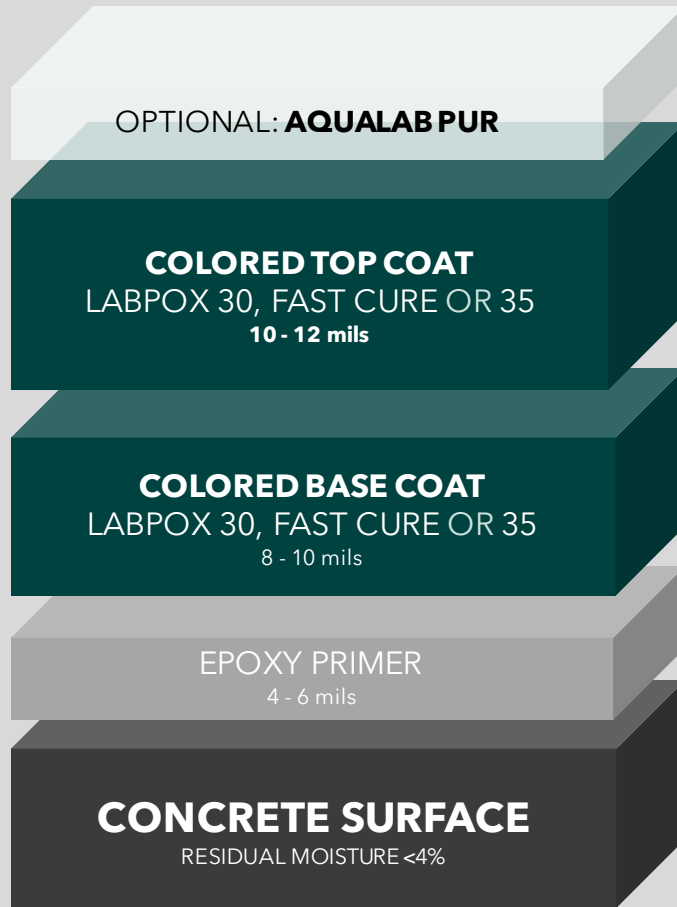 OPTIONAL: AQUALAB PUR
COLORED TOP COAT
LABPOX 30, FAST CURE OR 35
10 - 12 mils
COLORED BASE COAT
LABPOX 30, FAST CURE OR 35
8 - 10 mils
EPOXY PRIMER
4 - 6 mils
CONCRETE SURFACE
RESIDUAL MOISTURE <4%